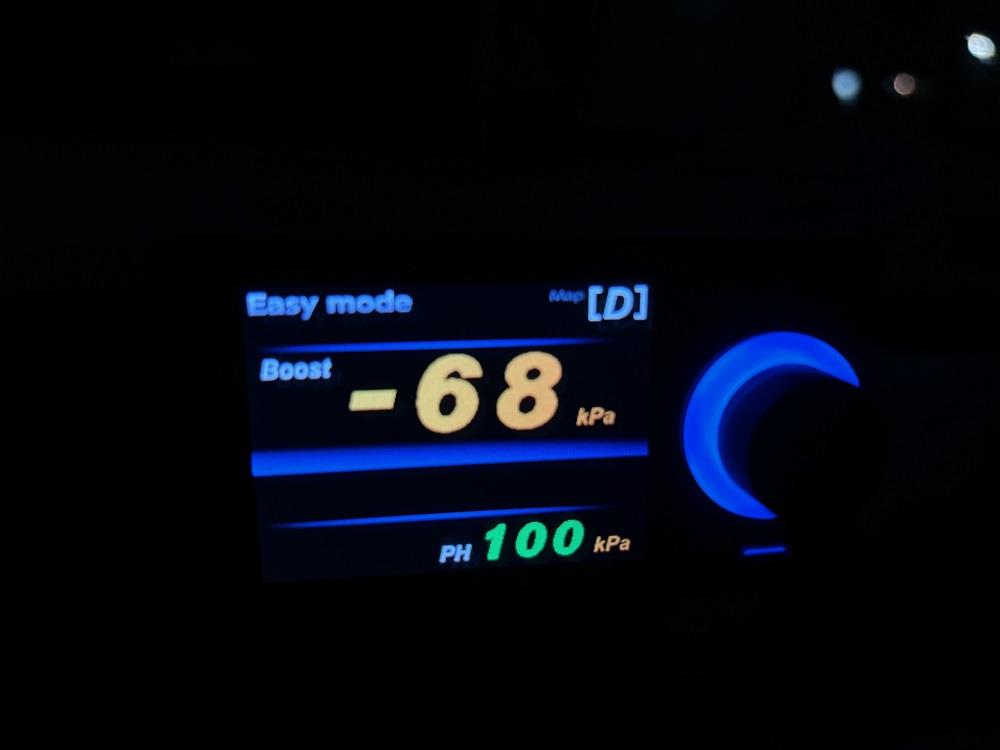 Easy mode Map [D]
Boost -68 kPa
PH 100 kPa